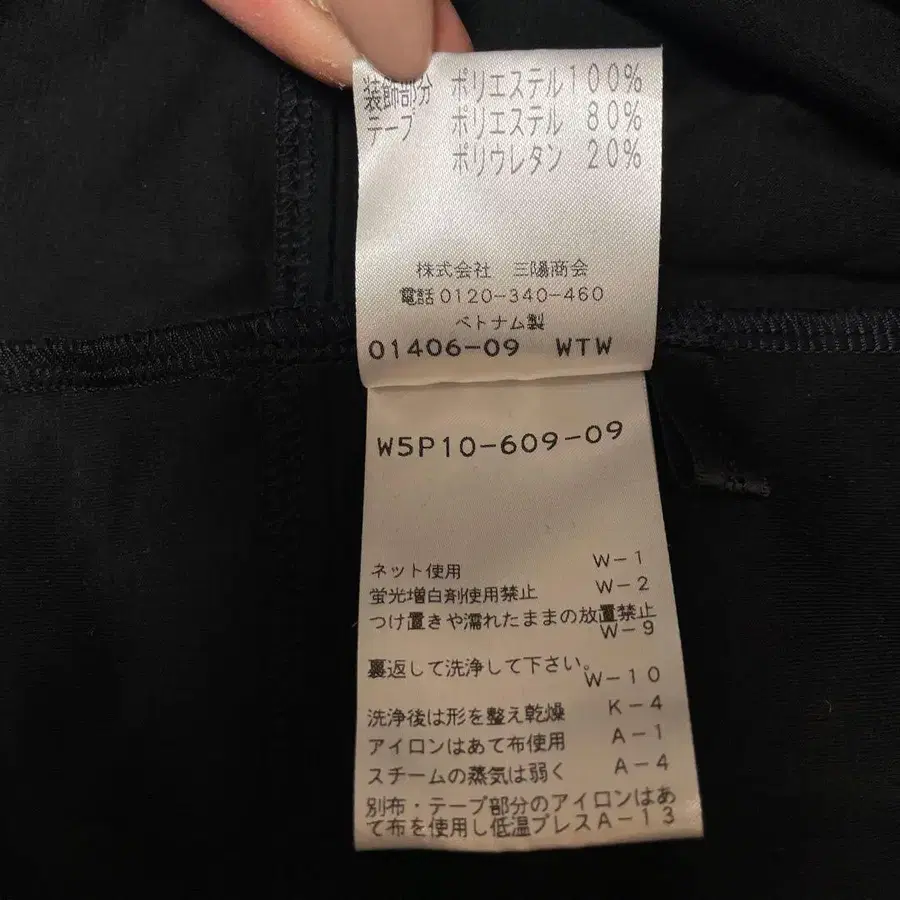 装飾部分 ポリエステル100%
テープ ポリエステル 80%
ポリウレタン 20%
株式会社 三陽商会
電話0120-340-460
ベトナム製
01406-09 WTW
W5P10-609-09
ネット使用 W-1
蛍光増白剤使用禁止 W-2
つけ置きや濡れたままの放置禁止
W-9
裏返して洗浄して下さい。
W-10
洗浄後は形を整え乾燥 K-4
アイロンはあて布使用 A-1
スチームの蒸気は弱く A-4
別布・テープ部分のアイロンはあ
て布を使用し低温プレスA-13